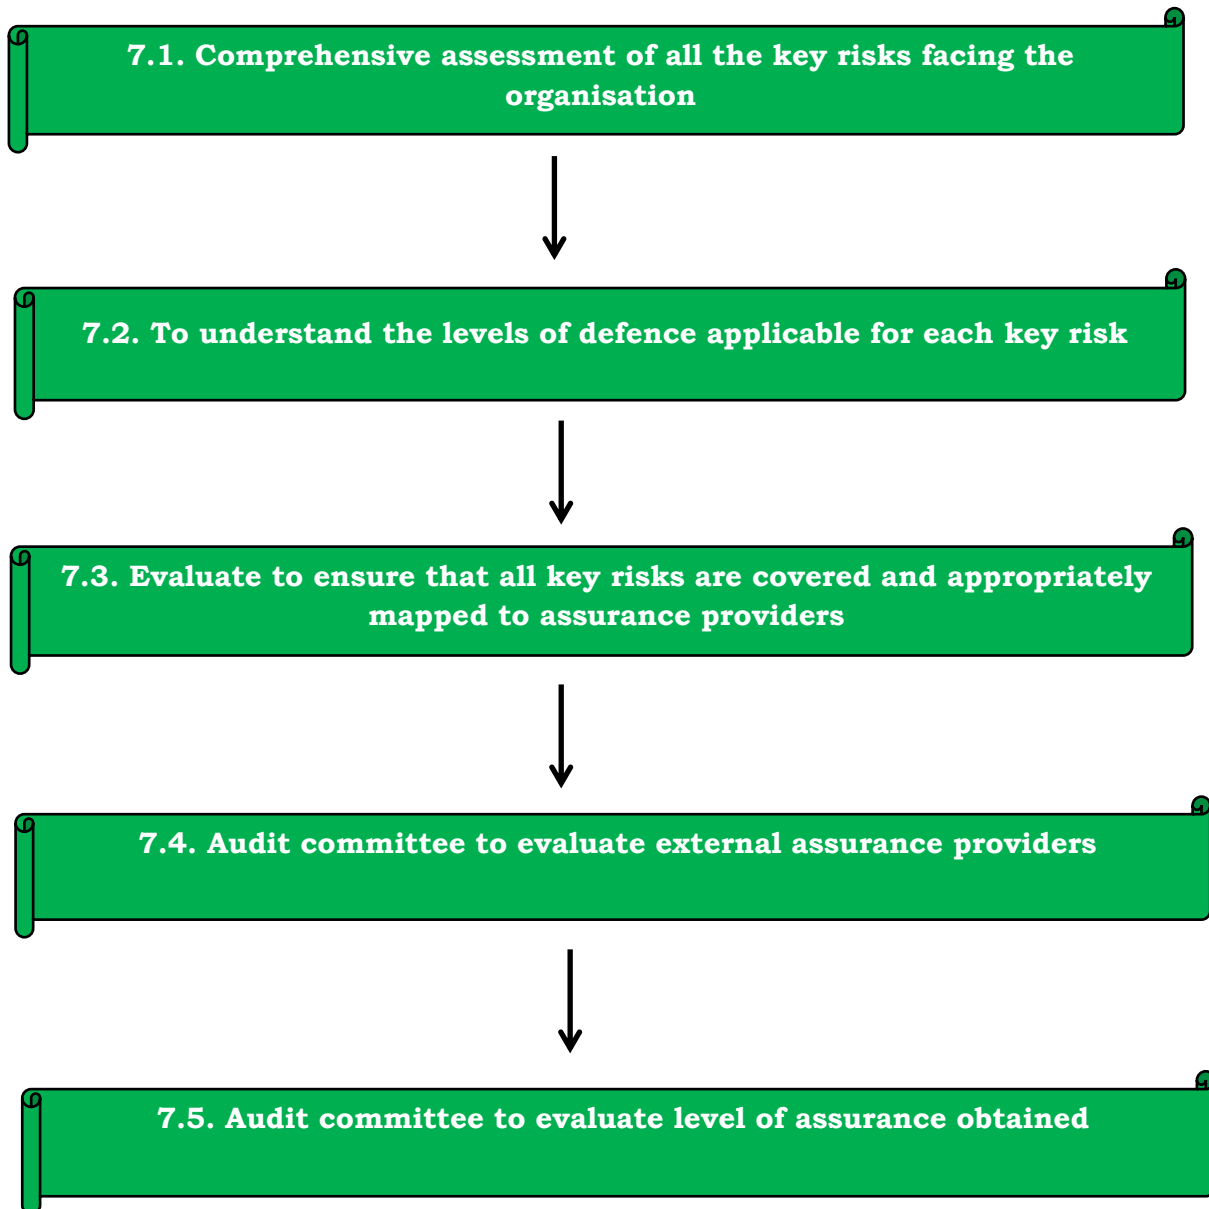 7.1. Comprehensive assessment of all the key risks facing the
organisation
7.2. To understand the levels of defence applicable for each key risk
7.3. Evaluate to ensure that all key risks are covered and appropriately
mapped to assurance providers
7.4. Audit committee to evaluate external assurance providers
7.5. Audit committee to evaluate level of assurance obtained